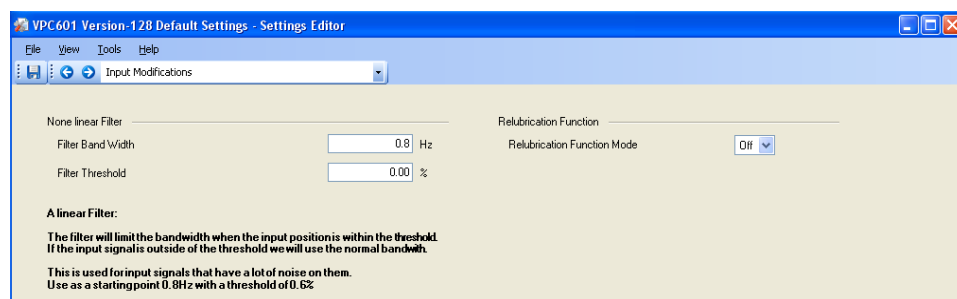 VPC601 Version-128 Default Settings - Settings Editor
File View Tools Help
Input Modifications
None linear Filter
Filter Band Width 0.8 Hz
Filter Threshold 0.00 %
A linear Filter:
The filter will limit the bandwidth when the input position is within the threshold.
If the input signal is outside of the threshold we will use the normal bandwith.
This is used for input signals that have a lot of noise on them.
Use as a starting point 0.8Hz with a threshold of 0.6%
Relubrication Function
Relubrication Function Mode Off